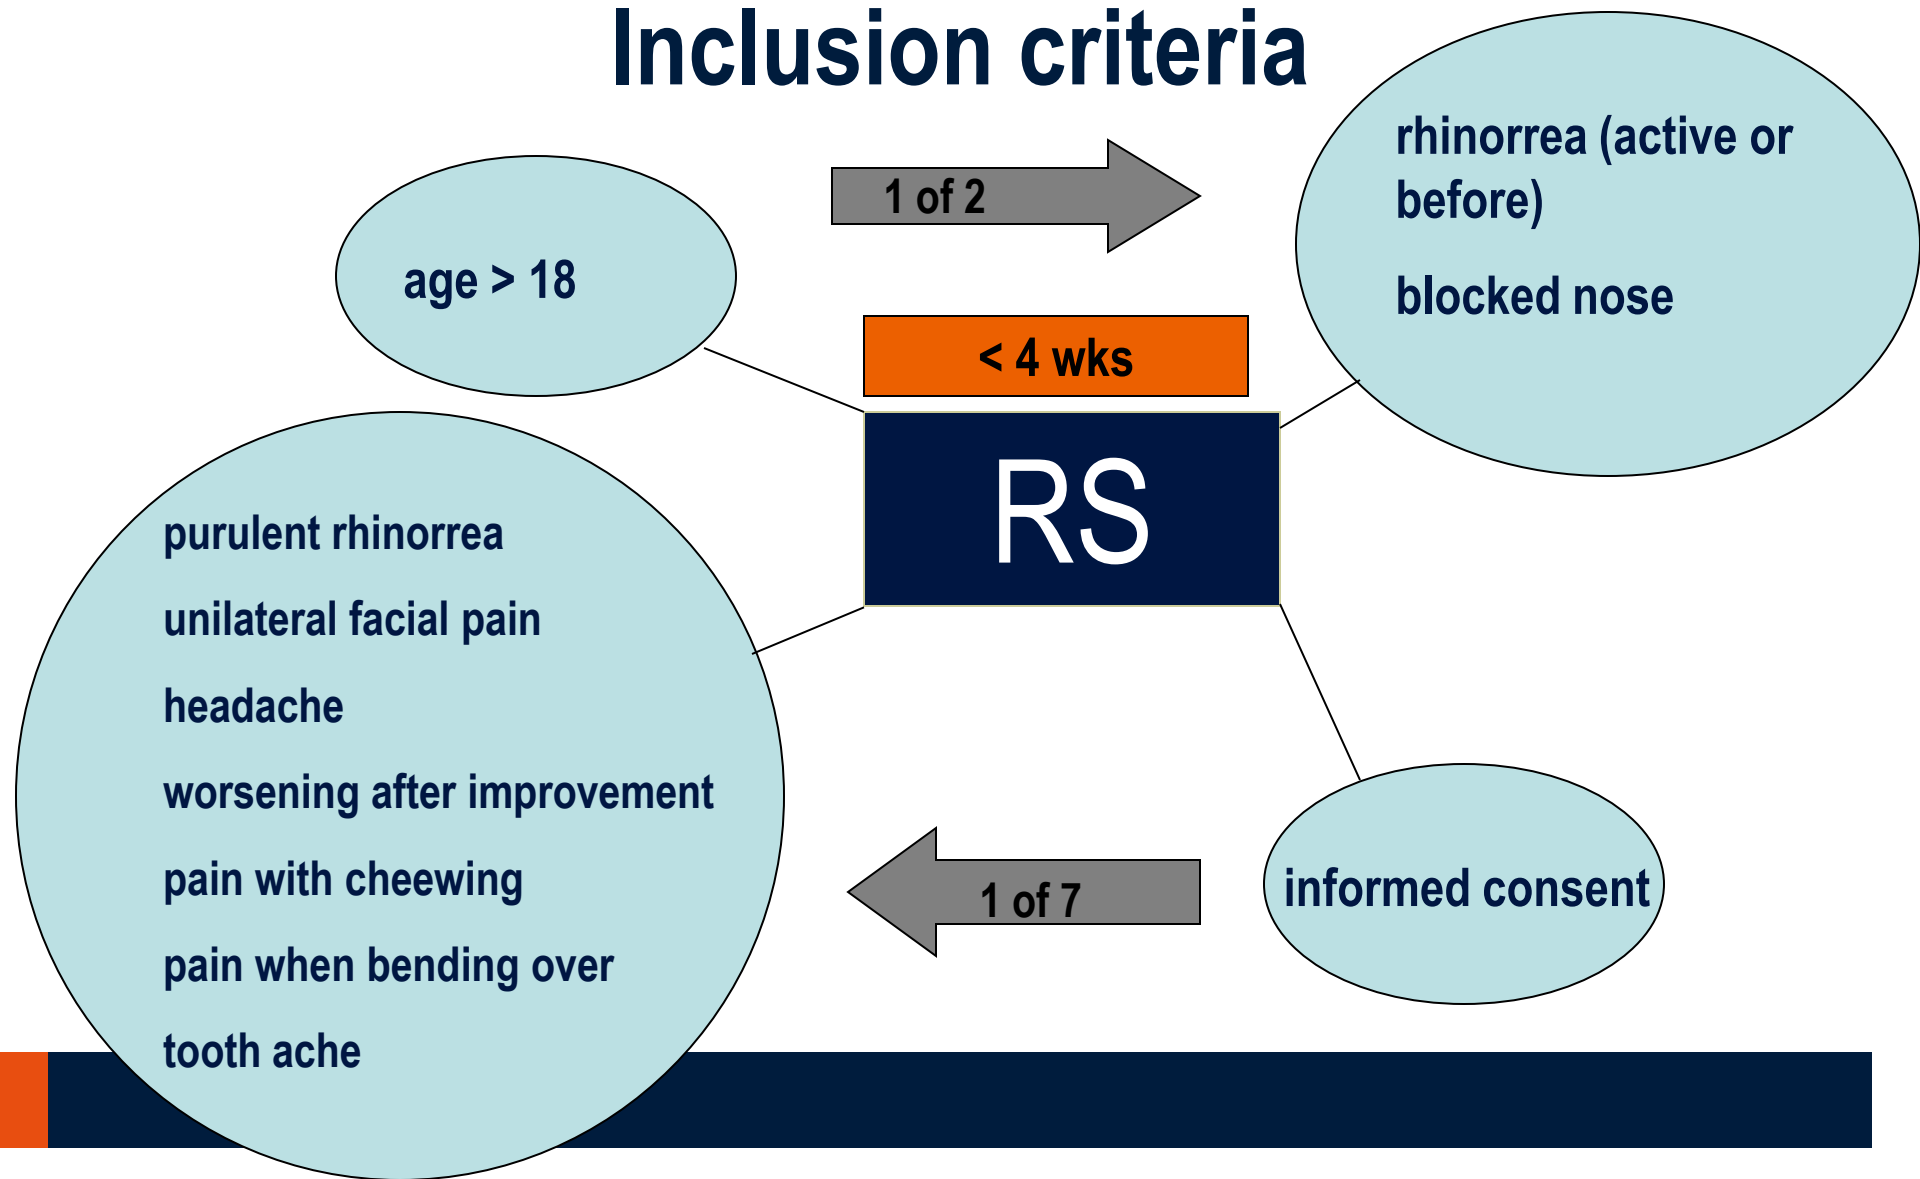 Inclusion criteria
rhinorrea (active or
before)
blocked nose
1 of 2
age > 18
< 4 wks
RS
purulent rhinorrea
unilateral facial pain
headache
worsening after improvement
pain with cheewing
pain when bending over
tooth ache
1 of 7
informed consent